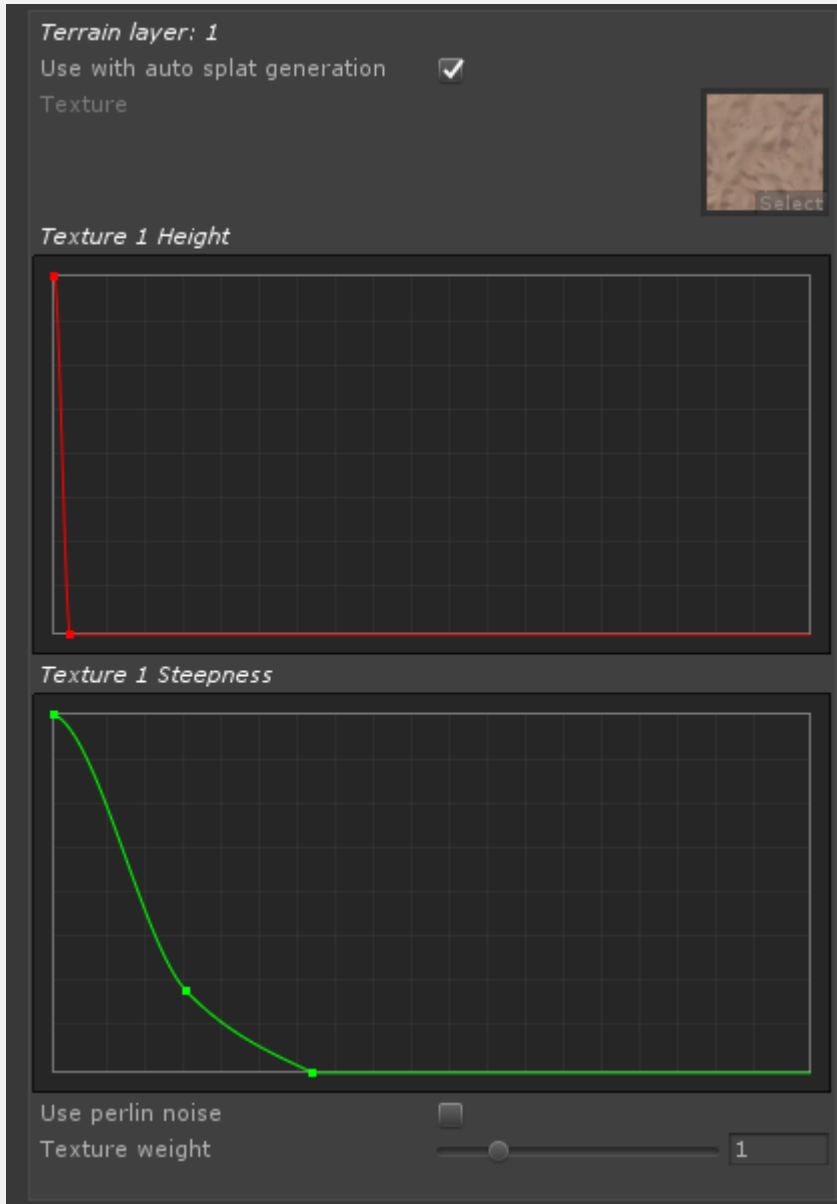 Terrain layer: 1
Use with auto splat generation
Texture
Select
Texture 1 Height
Texture 1 Steepness
Use perlin noise
Texture weight 1